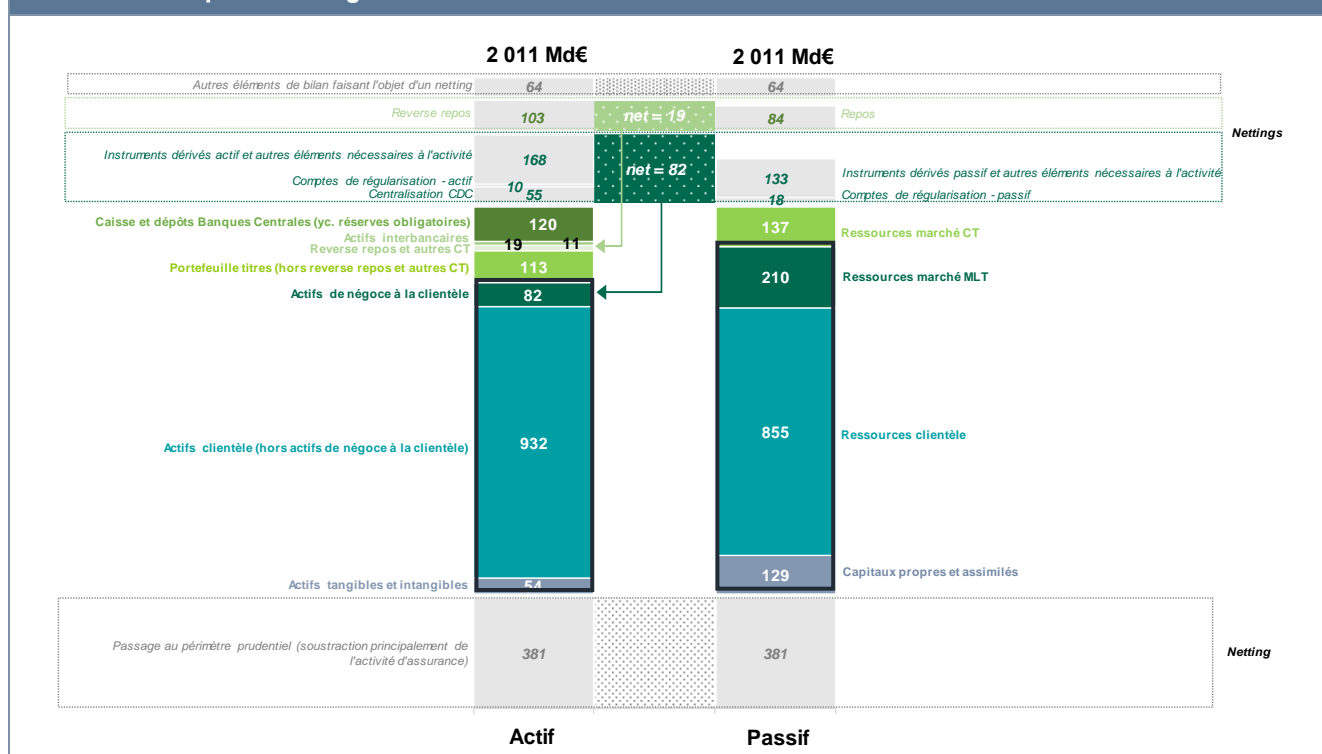 2 011 Md€
2 011 Md€
Autres éléments de bilan faisant l'objet d'un netting
64
64
Reverse repos
103
net = 19
84
Repos
Nettings
Instruments dérivés actif et autres éléments nécessaires à l'activité
168
net = 82
133
Instruments dérivés passif et autres éléments nécessaires à l'activité
Comptes de régularisation - actif
10
Centralisation CDC
55
18
Comptes de régularisation - passif
Caisse et dépôts Banques Centrales (yc. réserves obligatoires)
120
137
Ressources marché CT
Actifs interbancaires
Reverse repos et autres CT
19
11
Portefeuille titres (hors reverse repos et autres CT)
113
210
Ressources marché MLT
Actifs de négoce à la clientèle
82
Actifs clientèle (hors actifs de négoce à la clientèle)
932
855
Ressources clientèle
Actifs tangibles et intangibles
54
129
Capitaux propres et assimilés
Passage au périmètre prudentiel (soustraction principalement de
l'activité d'assurance)
381
381
Netting
Actif
Passif